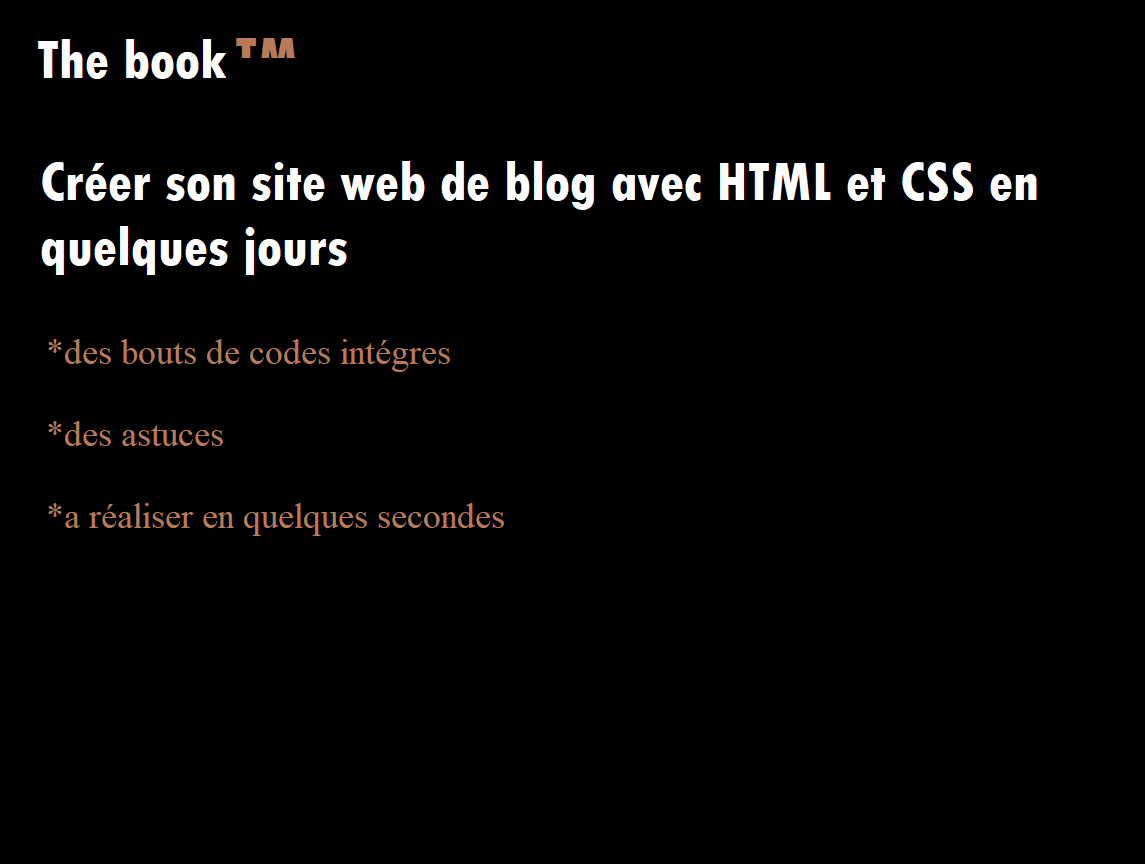 The book™
Créer son site web de blog avec HTML et CSS en
quelques jours
*des bouts de codes intégres
*des astuces
*a réaliser en quelques secondes